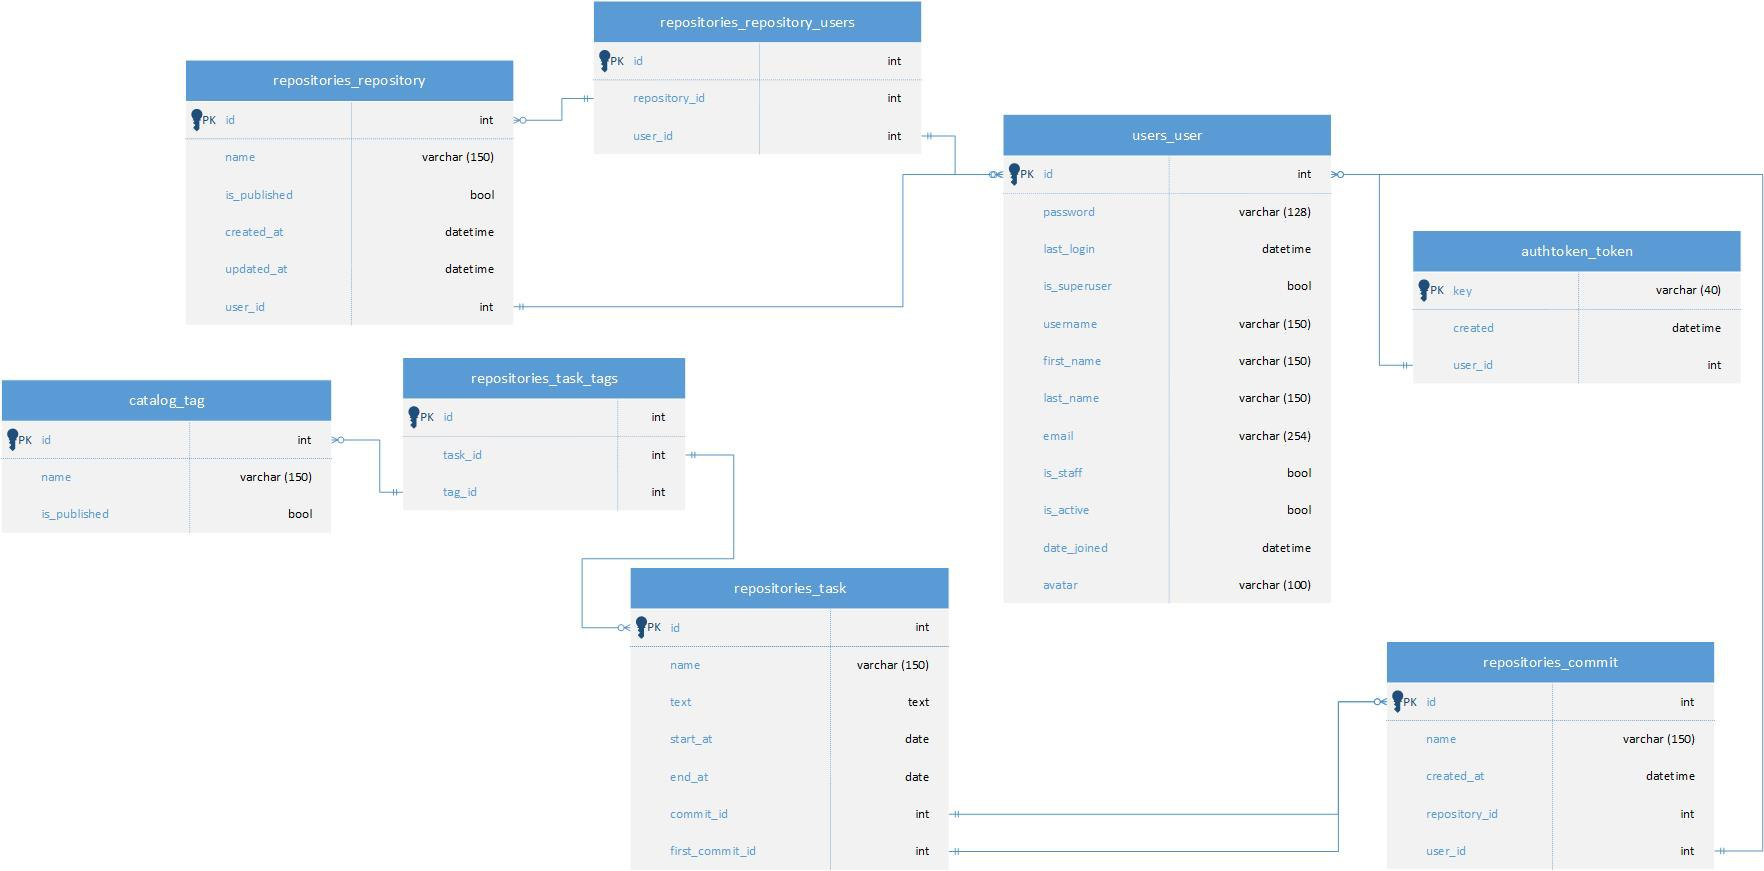 repositories_repository_users
PK id int
repository_id int
user_id int
repositories_repository
PK id int
name varchar (150)
is_published bool
created_at datetime
updated_at datetime
user_id int
users_user
PK id int
password varchar (128)
last_login datetime
is_superuser bool
username varchar (150)
first_name varchar (150)
last_name varchar (150)
email varchar (254)
is_staff bool
is_active bool
date_joined datetime
avatar varchar (100)
authtoken_token
PK key varchar (40)
created datetime
user_id int
catalog_tag
PK id int
name varchar (150)
is_published bool
repositories_task_tags
PK id int
task_id int
tag_id int
repositories_task
PK id int
name varchar (150)
text text
start_at date
end_at date
commit_id int
first_commit_id int
repositories_commit
PK id int
name varchar (150)
created_at datetime
repository_id int
user_id int